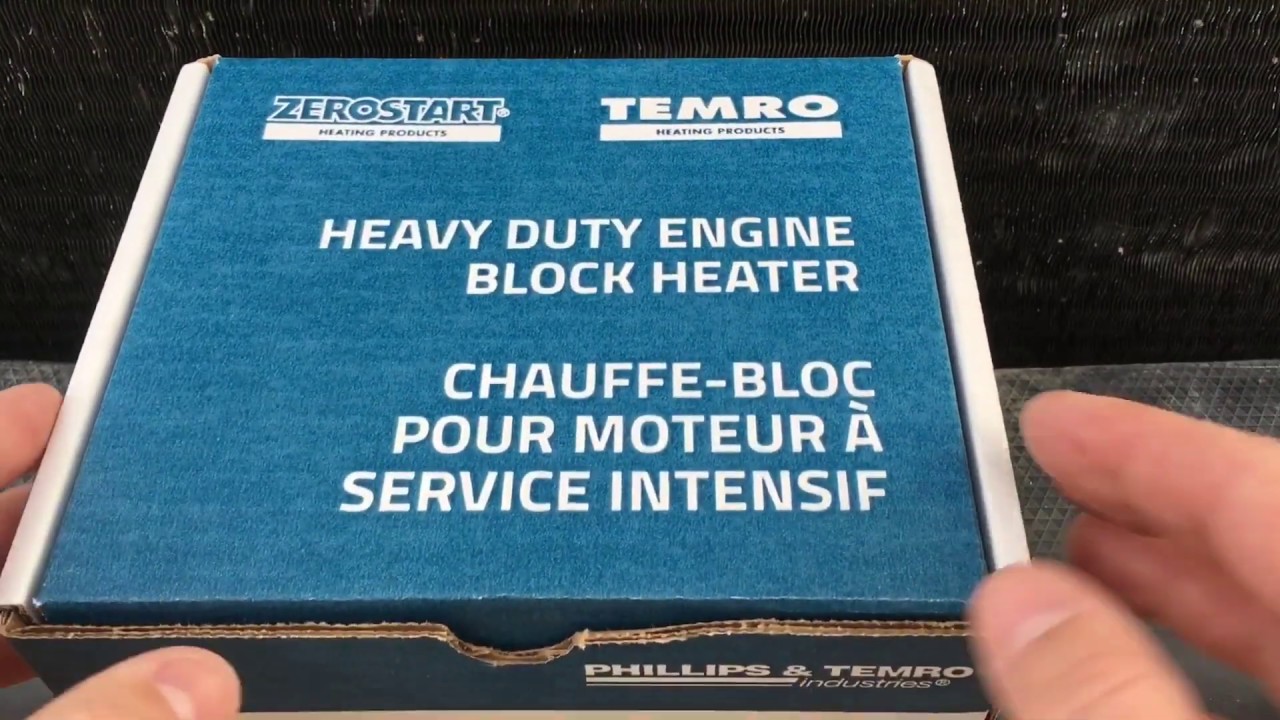 ZEROSTART®
HEATING PRODUCTS
TEMRO
HEATING PRODUCTS
HEAVY DUTY ENGINE
BLOCK HEATER
CHAUFFE-BLOC
POUR MOTEUR À
SERVICE INTENSIF
PHILLIPS & TEMRO
industries®